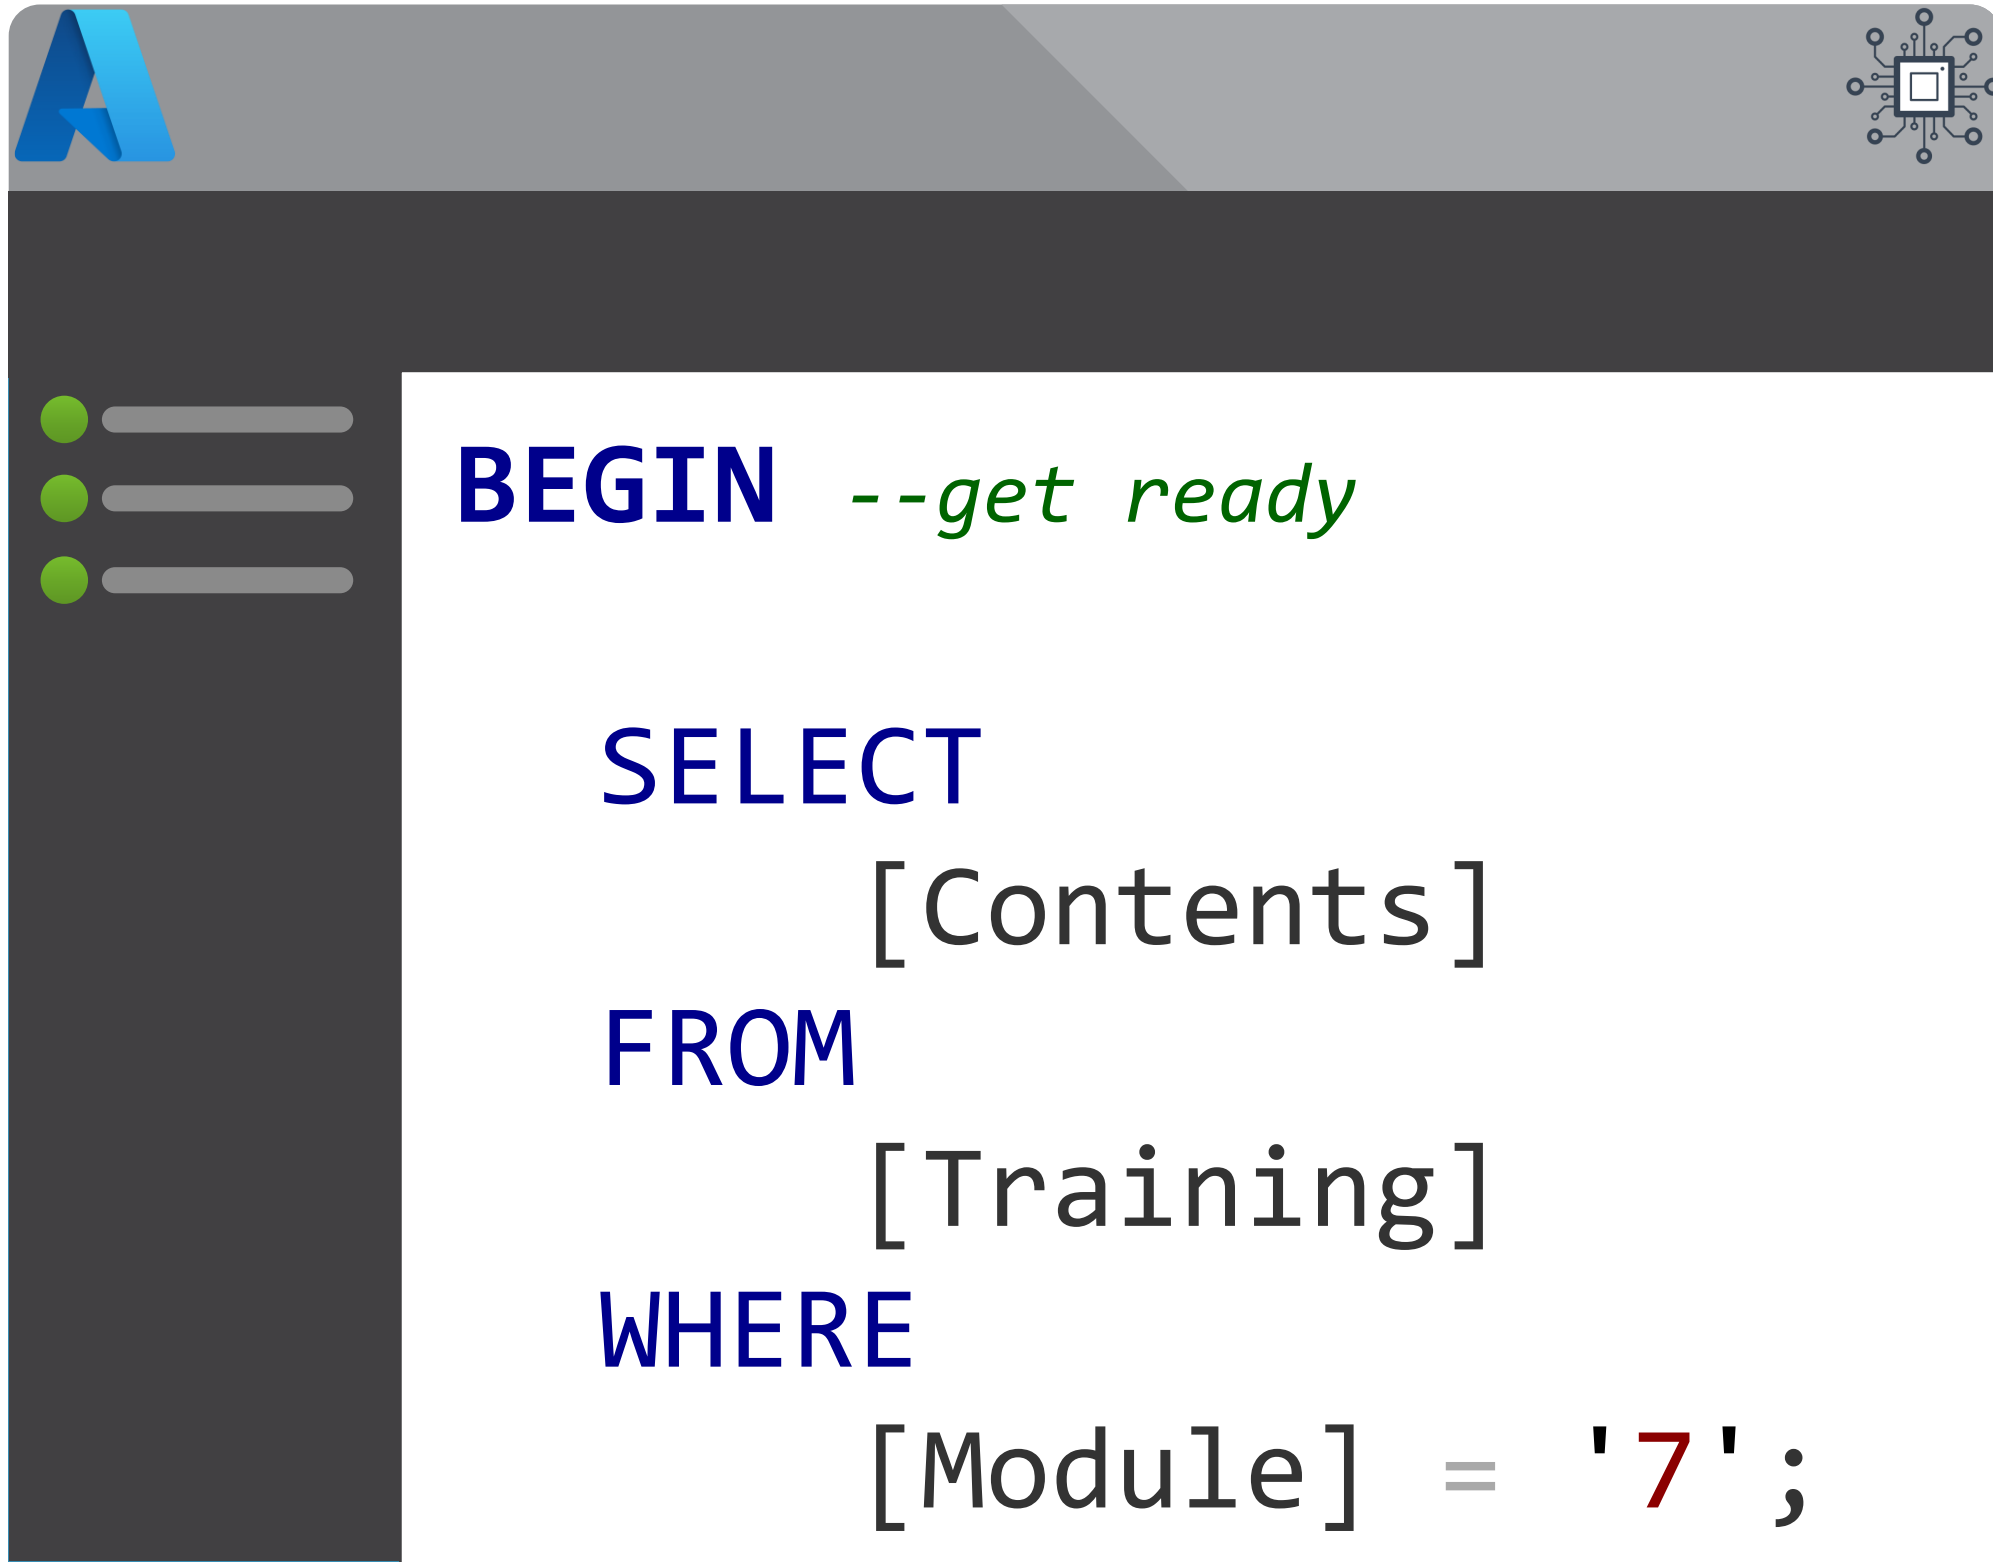 BEGIN --get ready
SELECT
[Contents]
FROM
[Training]
WHERE
[Module] = '7';